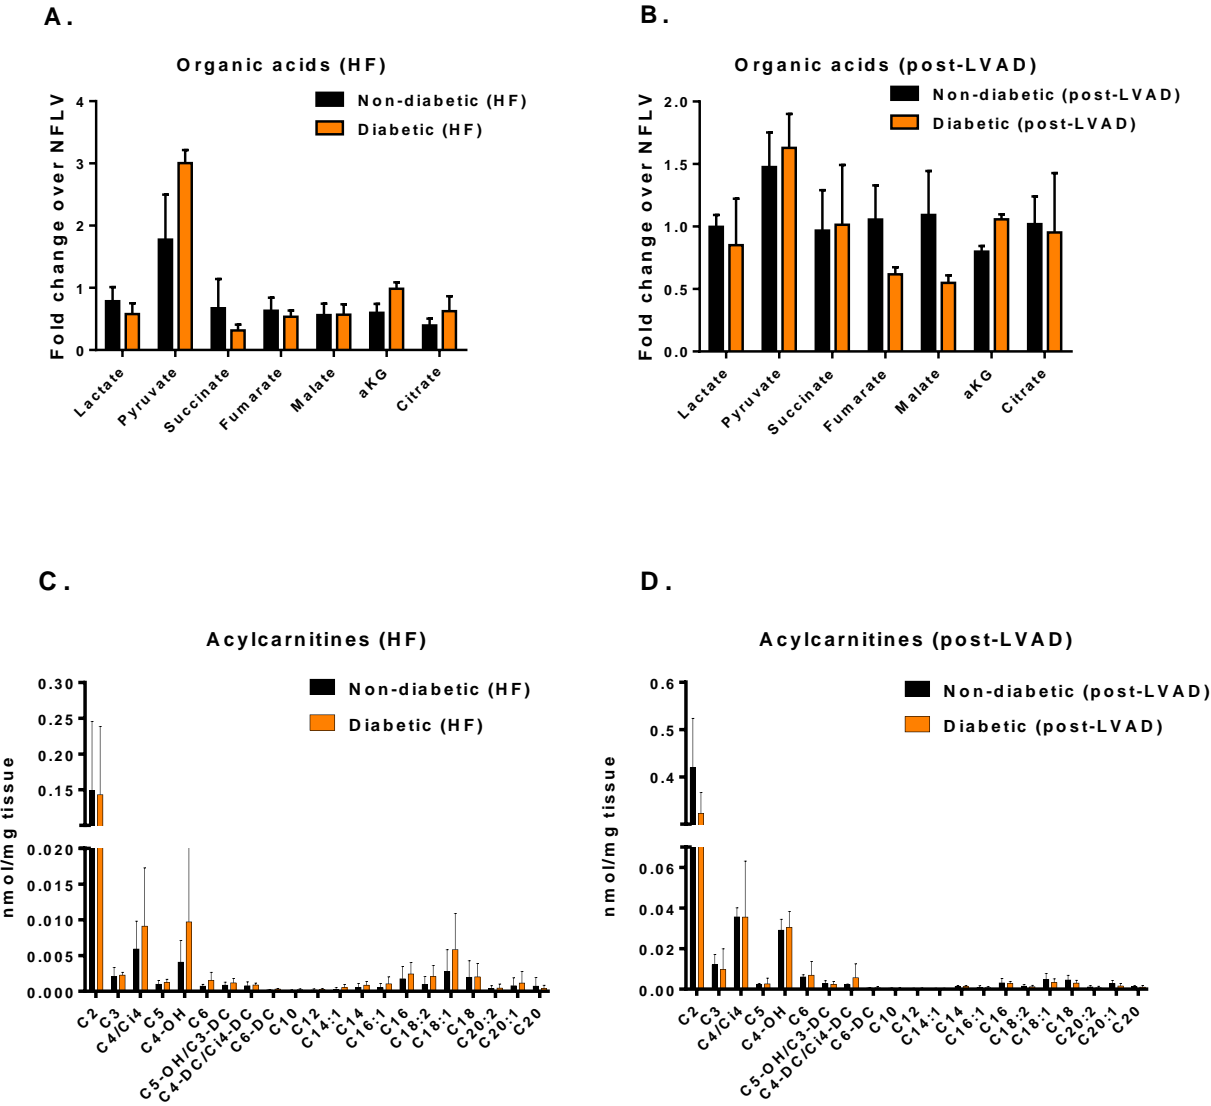 A.
Organic acids (HF)
Fold change over NFLV
4
3
2
1
0
Non-diabetic (HF)
Diabetic (HF)
Lactate
Pyruvate
Succinate
Fumarate
Malate
aKG
Citrate
B.
Organic acids (post-LVAD)
Fold change over NFLV
2.0
1.5
1.0
0.5
0.0
Non-diabetic (post-LVAD)
Diabetic (post-LVAD)
Lactate
Pyruvate
Succinate
Fumarate
Malate
aKG
Citrate
C.
Acylcarnitines (HF)
nmol/mg tissue
0.30
0.25
0.20
0.15
0.020
0.015
0.010
0.005
0.000
Non-diabetic (HF)
Diabetic (HF)
C2
C3
C4/Ci4
C5
C4-OH
C6
C5-OH/C3-DC
C4-DC/Ci4-DC
C6-DC
C10
C12
C14:1
C14
C16:1
C16
C18:2
C18:1
C18
C20:2
C20:1
C20
D.
Acylcarnitines (post-LVAD)
nmol/mg tissue
0.6
0.5
0.4
0.06
0.04
0.02
0.00
Non-diabetic (post-LVAD)
Diabetic (post-LVAD)
C2
C3
C4/Ci4
C5
C4-OH
C6
C5-OH/C3-DC
C4-DC/Ci4-DC
C6-DC
C10
C12
C14:1
C14
C16:1
C16
C18:2
C18:1
C18
C20:2
C20:1
C20